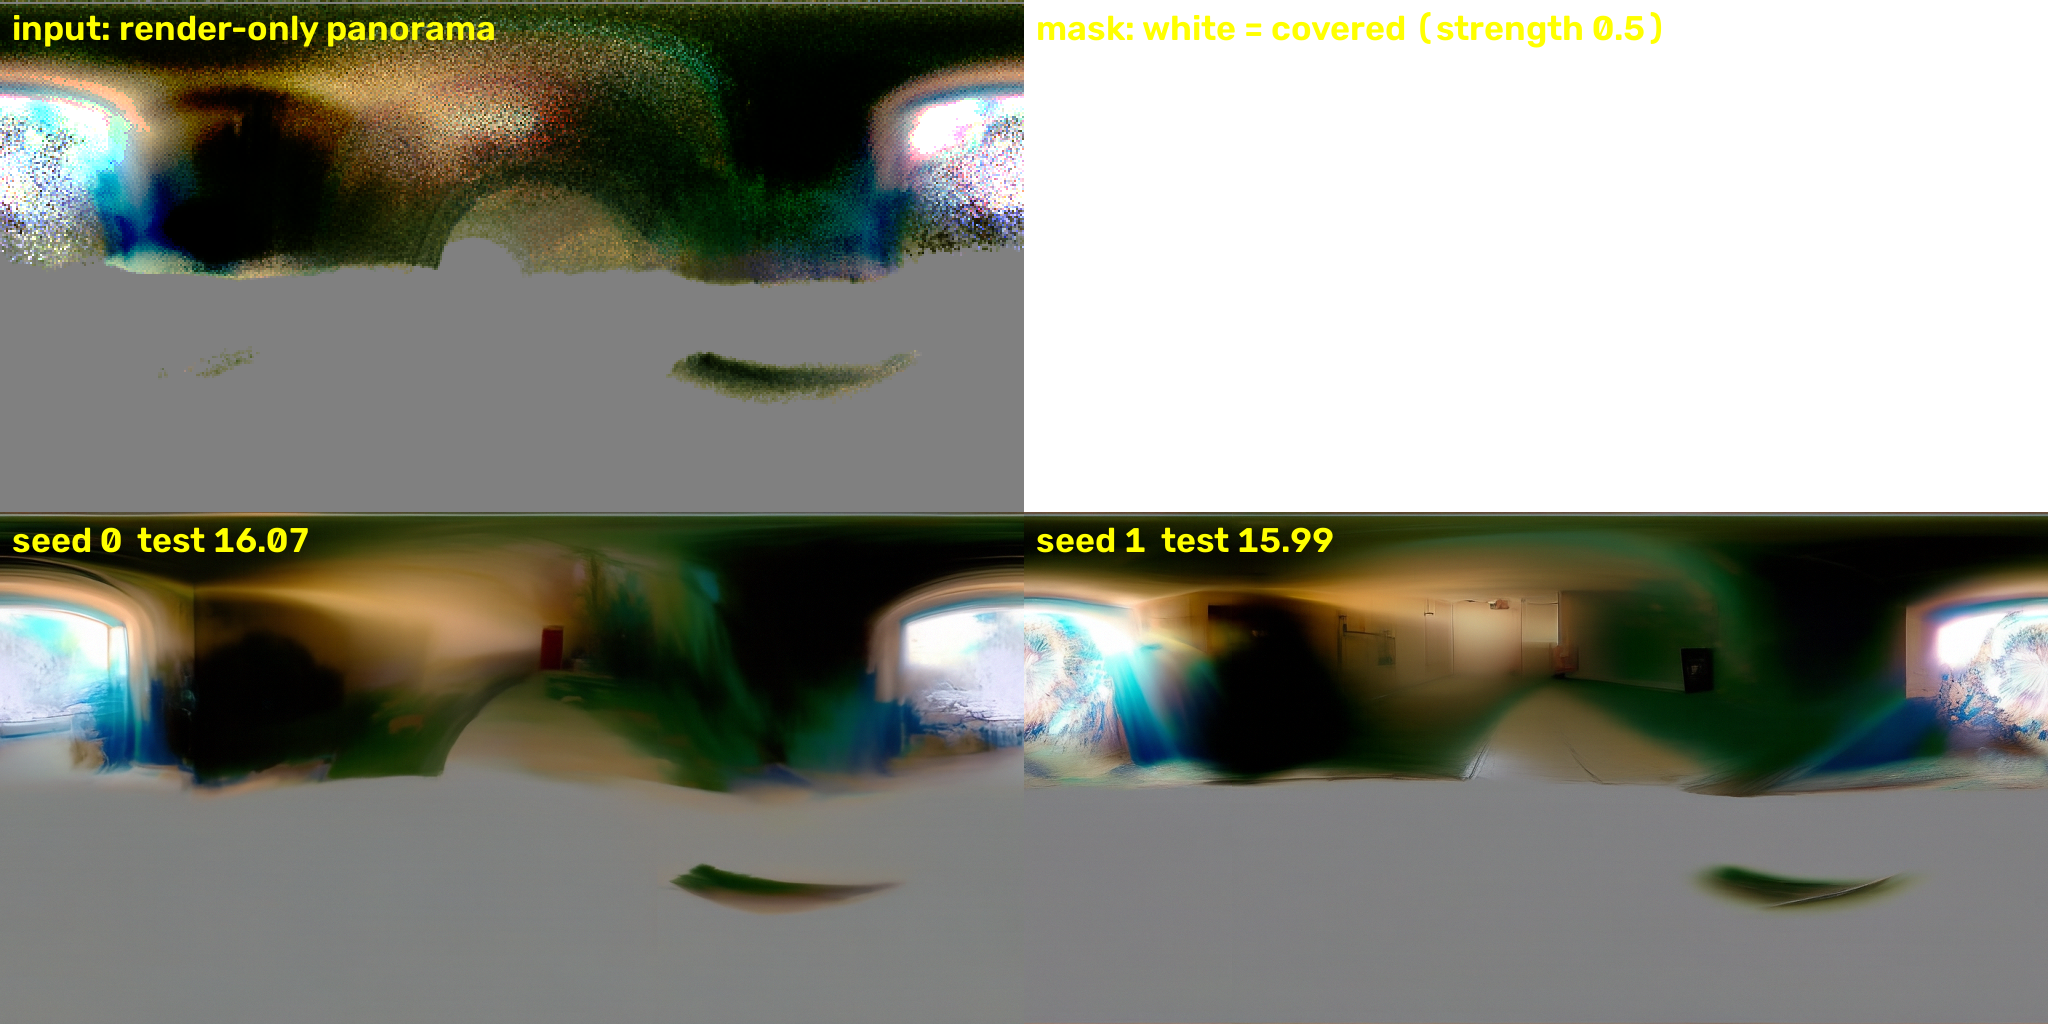 input: render-only panorama
mask: white = covered (strength 0.5)
seed 0 test 16.07
seed 1 test 15.99